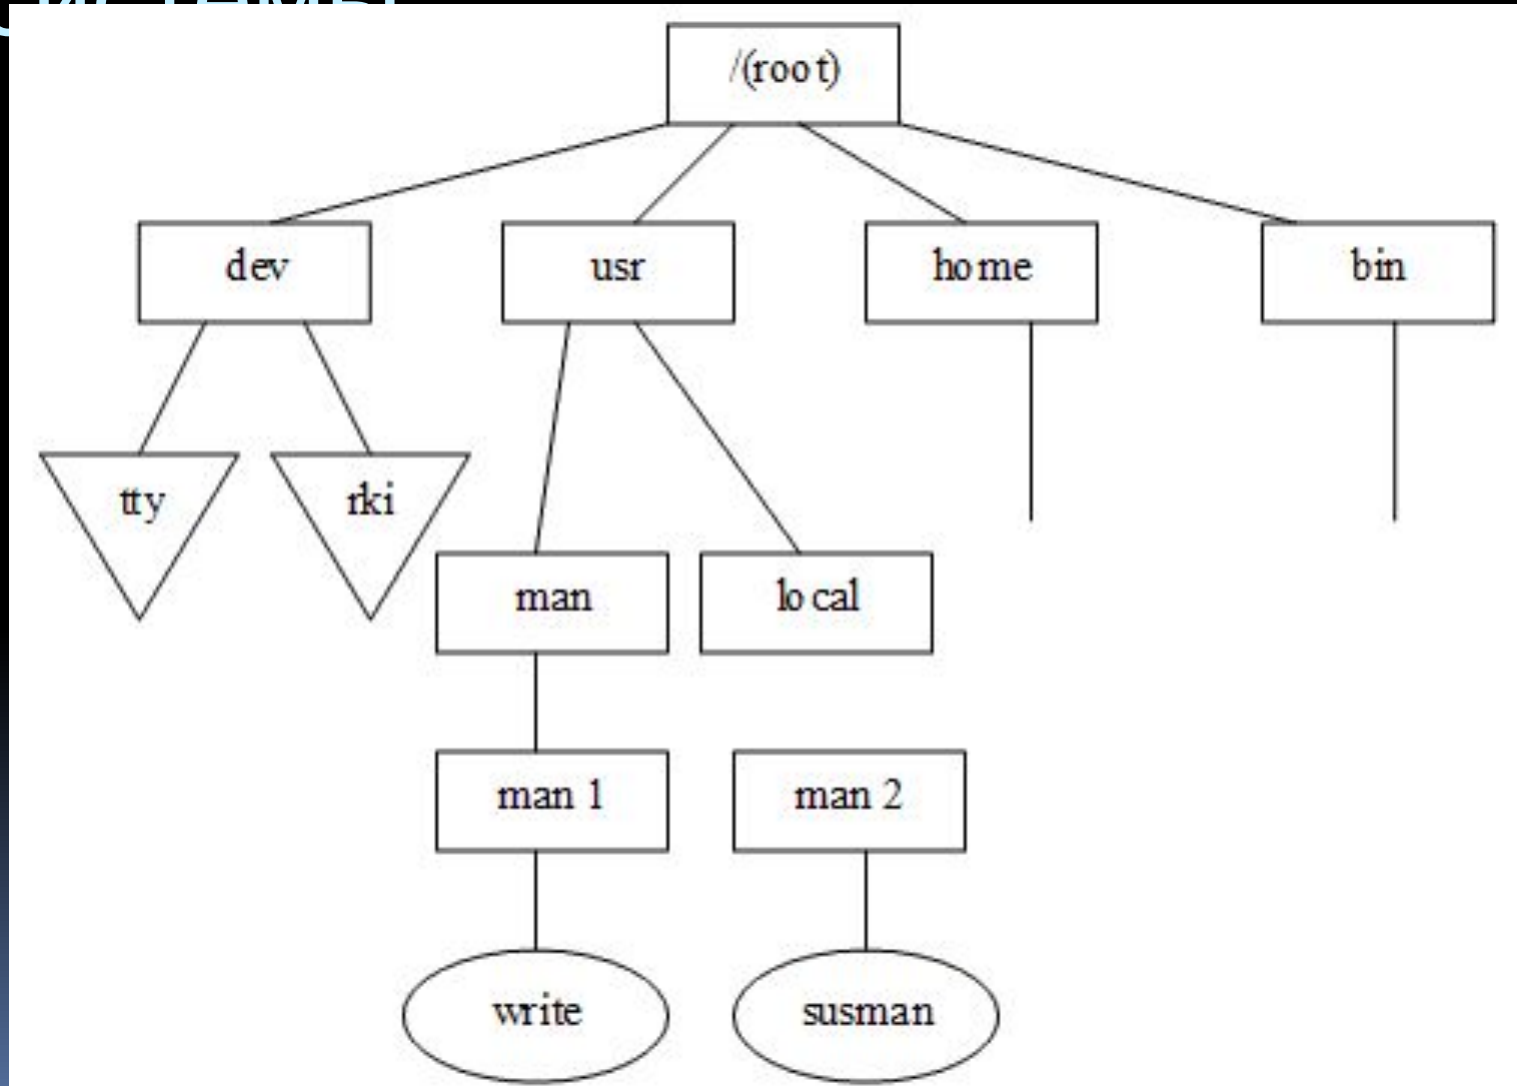 /(root)
dev
usr
home
bin
tty
rki
man
local
man 1
man 2
write
susman